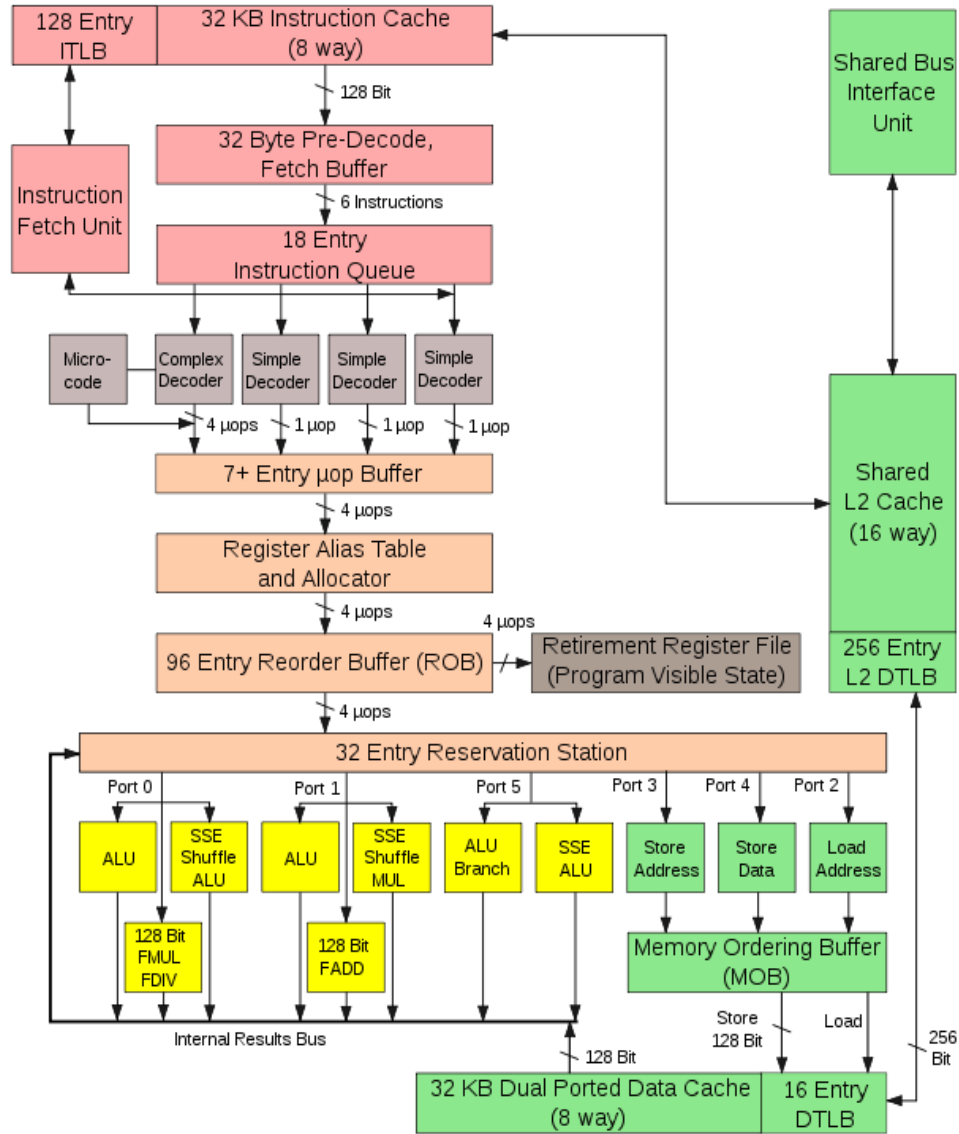 128 Entry
ITLB
32 KB Instruction Cache
(8 way)
Shared Bus
Interface
Unit
128 Bit
32 Byte Pre-Decode,
Fetch Buffer
Instruction
Fetch Unit
6 Instructions
18 Entry
Instruction Queue
Micro-
code
Complex
Decoder
Simple
Decoder
Simple
Decoder
Simple
Decoder
4 µops
1 µop
1 µop
1 µop
7+ Entry µop Buffer
Shared
L2 Cache
(16 way)
4 µops
Register Alias Table
and Allocator
4 µops
4 µops
96 Entry Reorder Buffer (ROB)
Retirement Register File
(Program Visible State)
256 Entry
L2 DTLB
4 µops
32 Entry Reservation Station
Port 0
Port 1
Port 5
Port 3
Port 4
Port 2
ALU
SSE
Shuffle
ALU
ALU
SSE
Shuffle
MUL
ALU
Branch
SSE
ALU
Store
Address
Store
Data
Load
Address
128 Bit
FMUL
FDIV
128 Bit
FADD
Memory Ordering Buffer
(MOB)
Internal Results Bus
Store
128 Bit
Load
128 Bit
256
Bit
32 KB Dual Ported Data Cache
(8 way)
16 Entry
DTLB